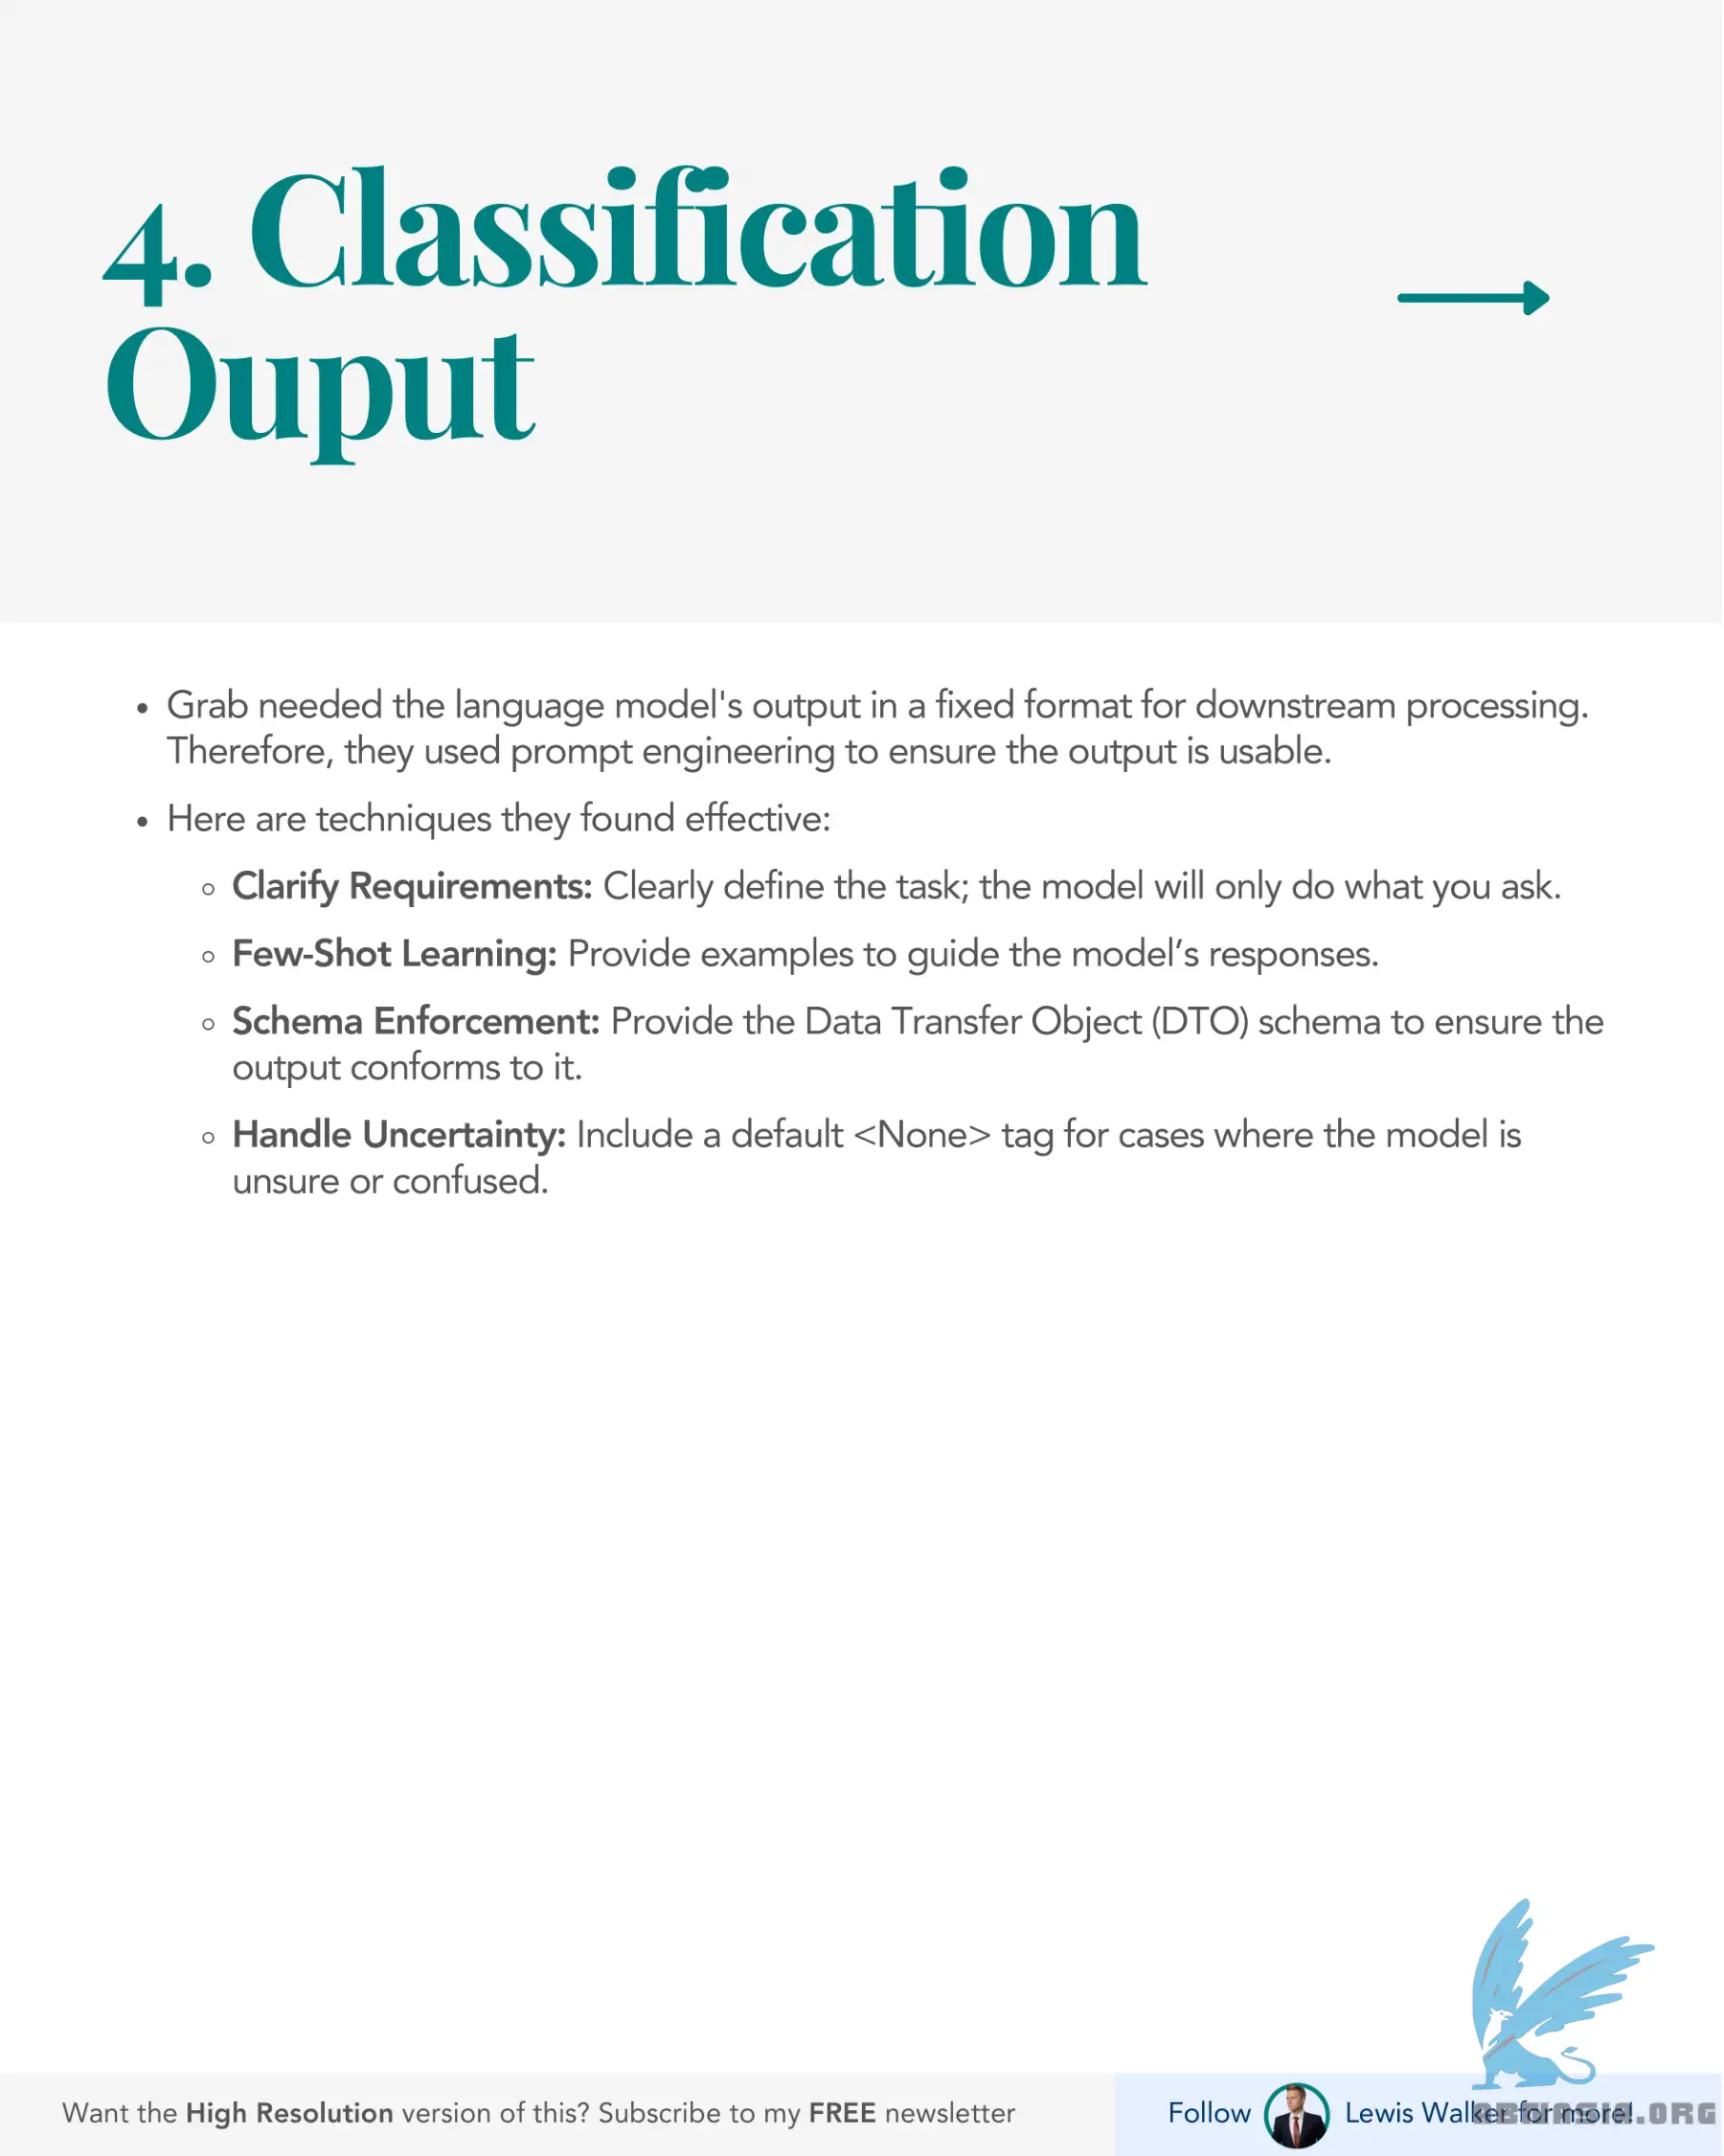 4. Classification
Ouput
• Grab needed the language model's output in a fixed format for downstream processing.
Therefore, they used prompt engineering to ensure the output is usable.
• Here are techniques they found effective:
◦ Clarify Requirements: Clearly define the task; the model will only do what you ask.
◦ Few-Shot Learning: Provide examples to guide the model’s responses.
◦ Schema Enforcement: Provide the Data Transfer Object (DTO) schema to ensure the
output conforms to it.
◦ Handle Uncertainty: Include a default <None> tag for cases where the model is
unsure or confused.
Want the High Resolution version of this? Subscribe to my FREE newsletter
Follow Lewis Walker for more!